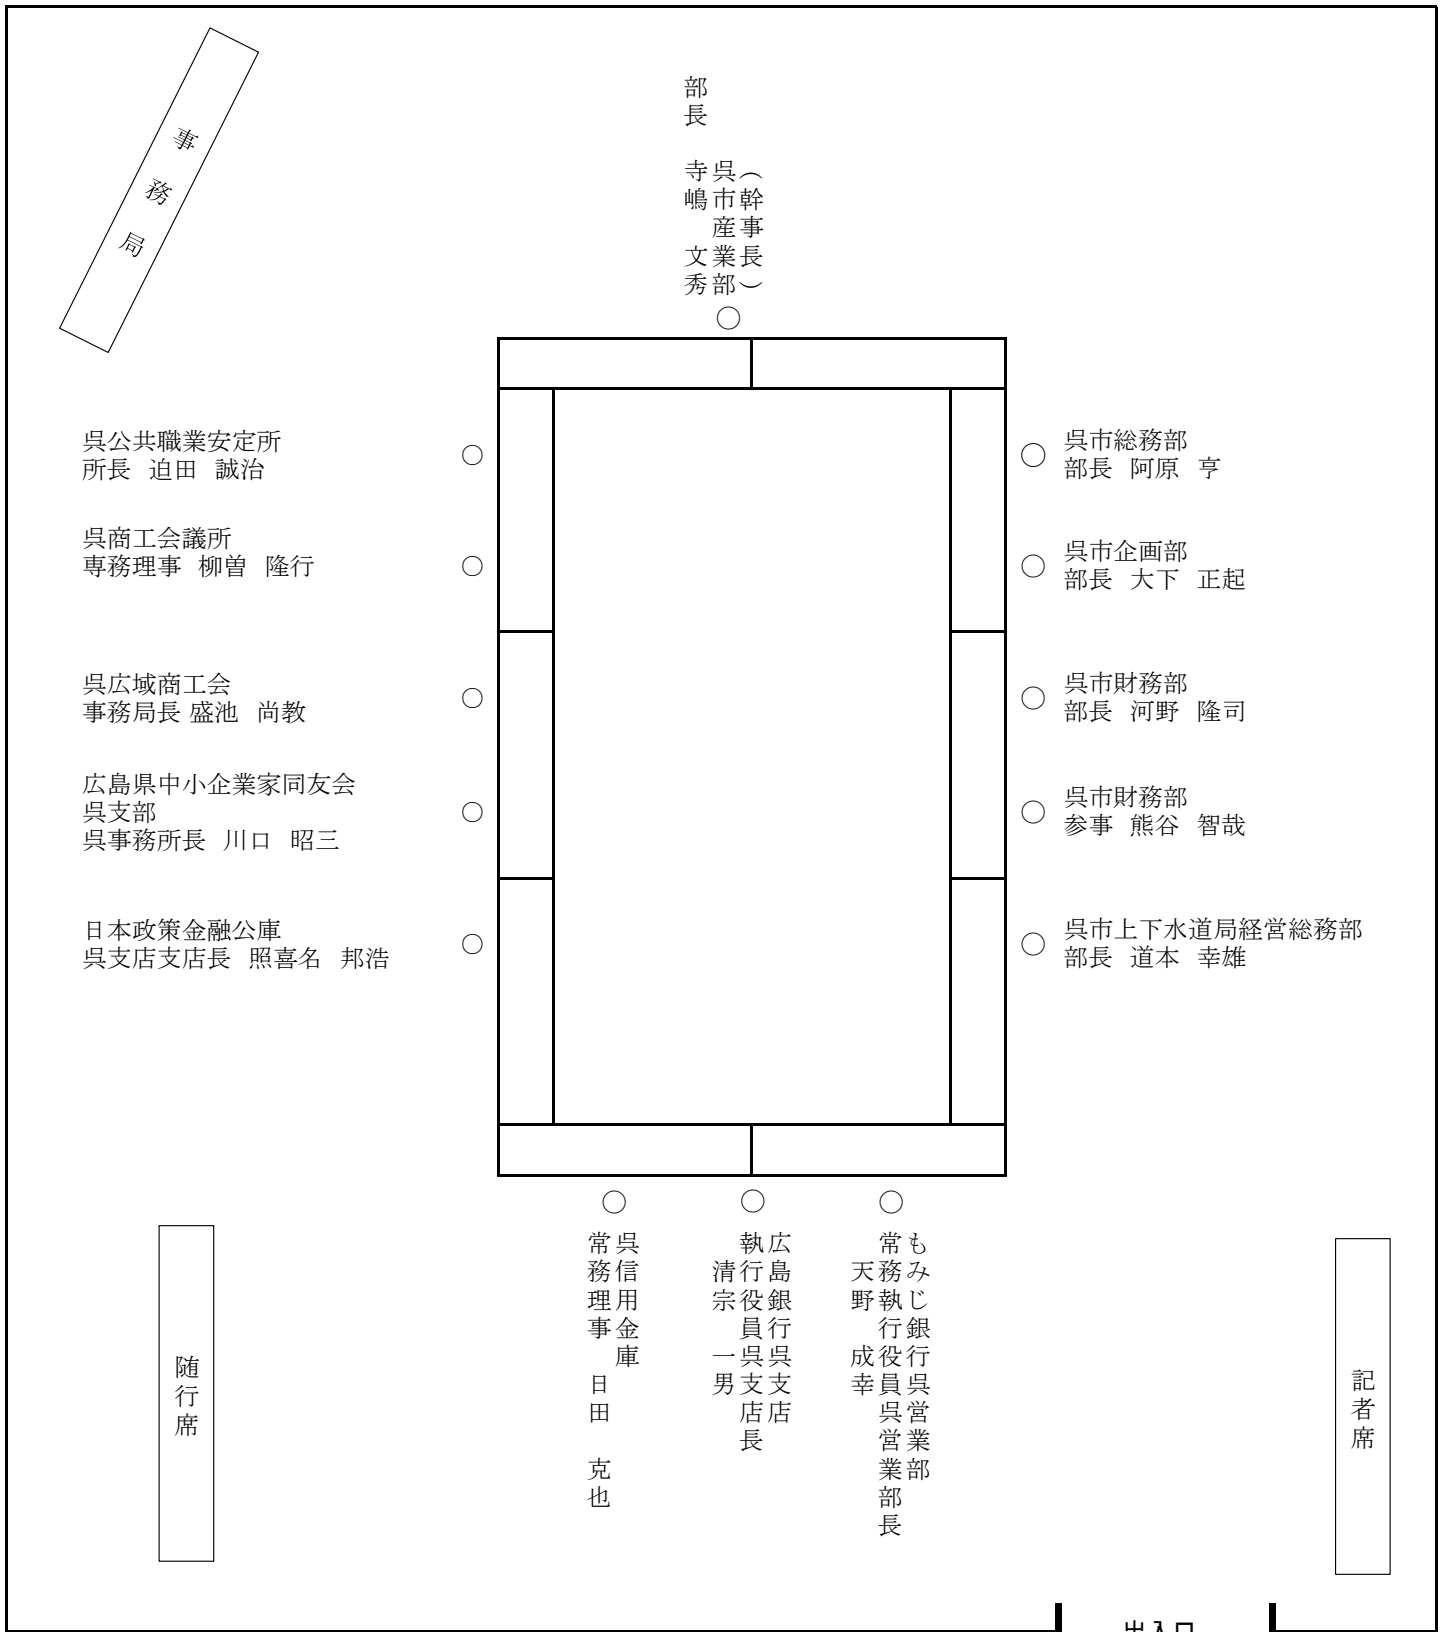 事務局
（幹事長）
呉市産業部
部長 寺嶋 文秀
呉公共職業安定所
所長 迫田 誠治
呉商工会議所
専務理事 柳曽 隆行
呉広域商工会
事務局長 盛池 尚教
広島県中小企業家同友会
呉支部
呉事務所長 川口 昭三
日本政策金融公庫
呉支店支店長 照喜名 邦浩
呉市総務部
部長 阿原 亨
呉市企画部
部長 大下 正起
呉市財務部
部長 河野 隆司
呉市財務部
参事 熊谷 智哉
呉市上下水道局経営総務部
部長 道本 幸雄
もみじ銀行呉営業部
常務執行役員呉営業部長
天野 成幸
広島銀行呉支店
執行役員呉支店長
清宗 一男
呉信用金庫
常務理事 日田 克也
随行席
記者席
出入口